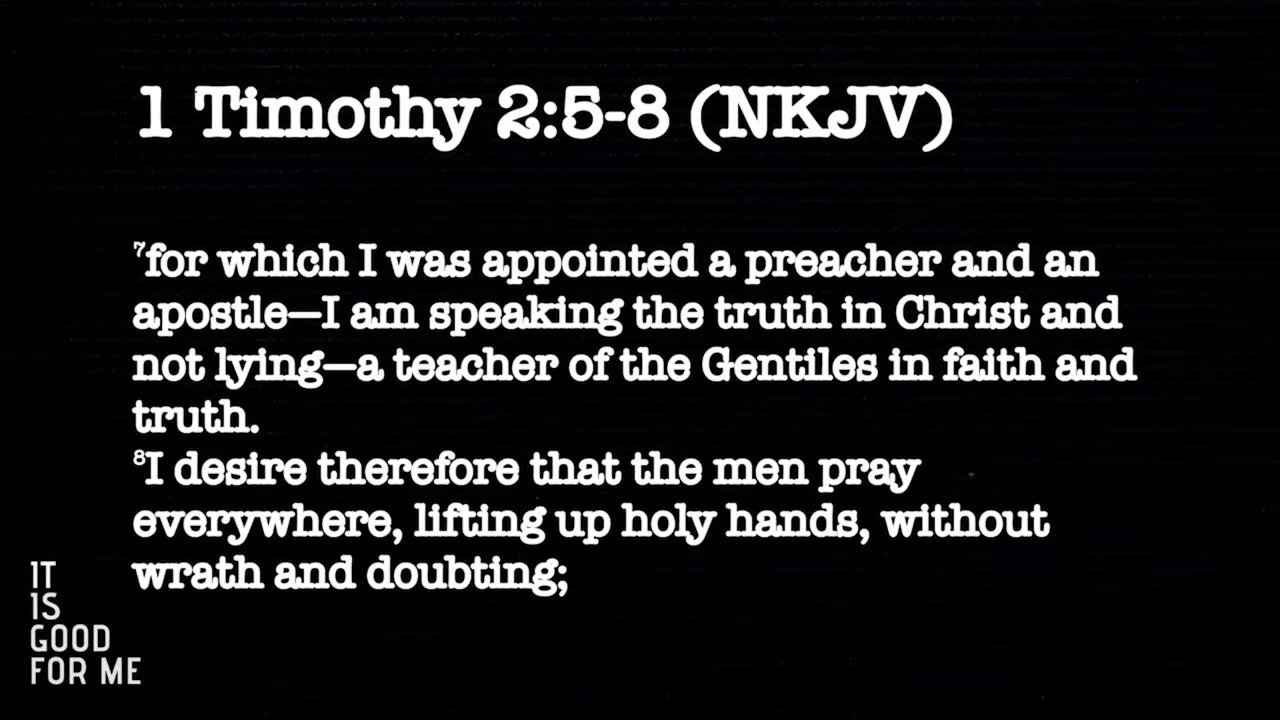 1 Timothy 2:5-8 (NKJV)
⁷for which I was appointed a preacher and an
apostle—I am speaking the truth in Christ and
not lying—a teacher of the Gentiles in faith and
truth.
⁸I desire therefore that the men pray
everywhere, lifting up holy hands, without
wrath and doubting;
IT
IS
GOOD
FOR ME